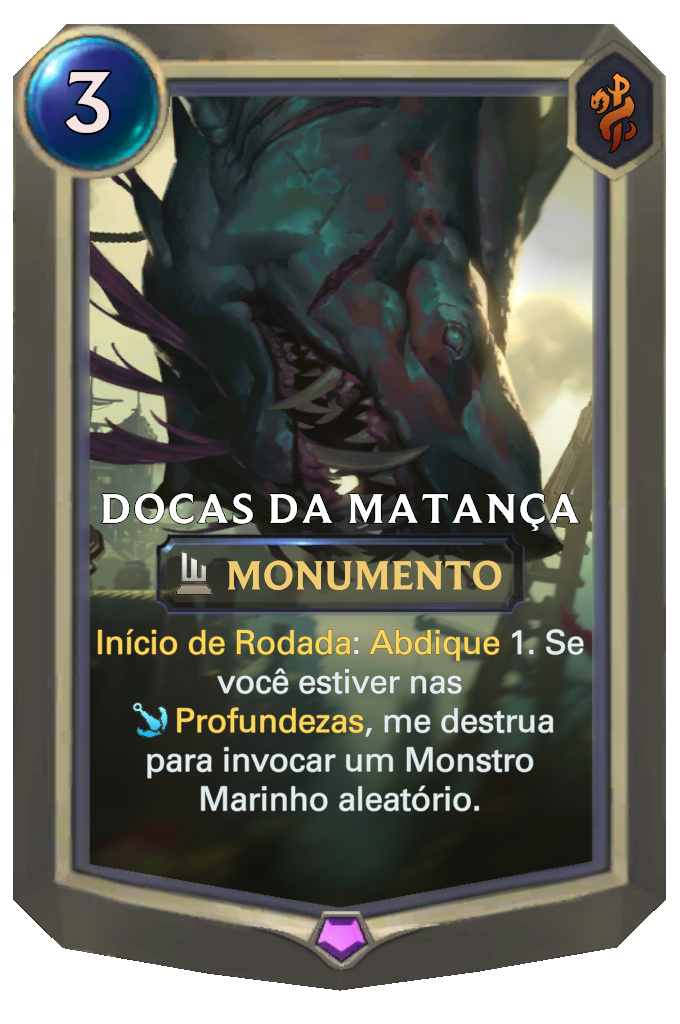 3
DOCAS DA MATANÇA
MONUMENTO
Início de Rodada: Abdique 1. Se
você estiver nas
Profundezas, me destrua
para invocar um Monstro
Marinho aleatório.